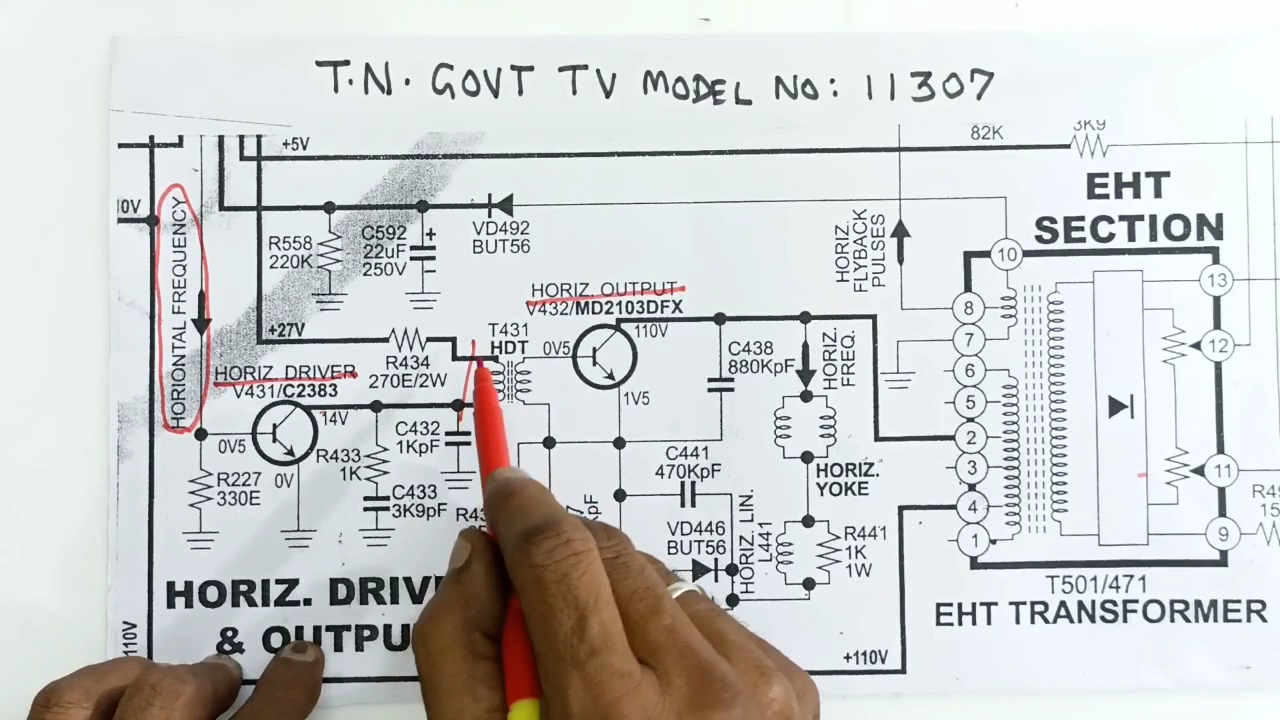 T.N. GOVT TV MODEL NO: 11307
+5V
82K
3K9
EHT
SECTION
HORIONTAL FREQUENCY
R558
220K
C592
22uF
250V
+
−
VD492
BUT56
HORIZ.
FLYBACK
PULSES
10
13
8
7
12
6
5
2
3
11
4
1
9
+27V
R434
270E/2W
T431
HDT
HORIZ. OUTPUT
V432/MD2103DFX
110V
0V5
1V5
C438
880KpF
HORIZ.
FREQ.
HORIZ. DRIVER
V431/C2383
14V
0V5
0V
R227
330E
R433
1K
C432
1KpF
C433
3K9pF
C441
470KpF
HORIZ.
YOKE
VD446
BUT56
HORIZ. LIN.
L441
R441
1K
1W
HORIZ. DRIV
& OUTPU
110V
+110V
T501/471
EHT TRANSFORMER